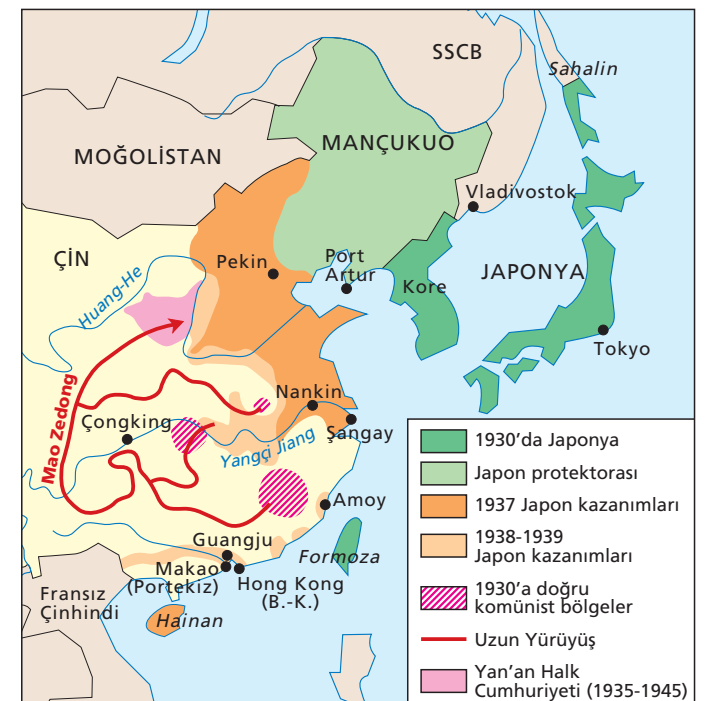 SSCB
Sahalin
MOĞOLİSTAN
MANÇUKUO
Vladivostok
ÇİN
Huang-He
Pekin
Port
Artur
Kore
JAPONYA
Tokyo
Mao Zedong
Nankin
Çongking
Yangçi Jiang
Şangay
Amoy
Guangju
Formoza
Makao
(Portekiz)
Hong Kong
(B.-K.)
Fransız
Çinhindi
Hainan
1930'da Japonya
Japon protektorası
1937 Japon kazanımları
1938-1939
Japon kazanımları
1930'a doğru
komünist bölgeler
Uzun Yürüyüş
Yan'an Halk
Cumhuriyeti (1935-1945)